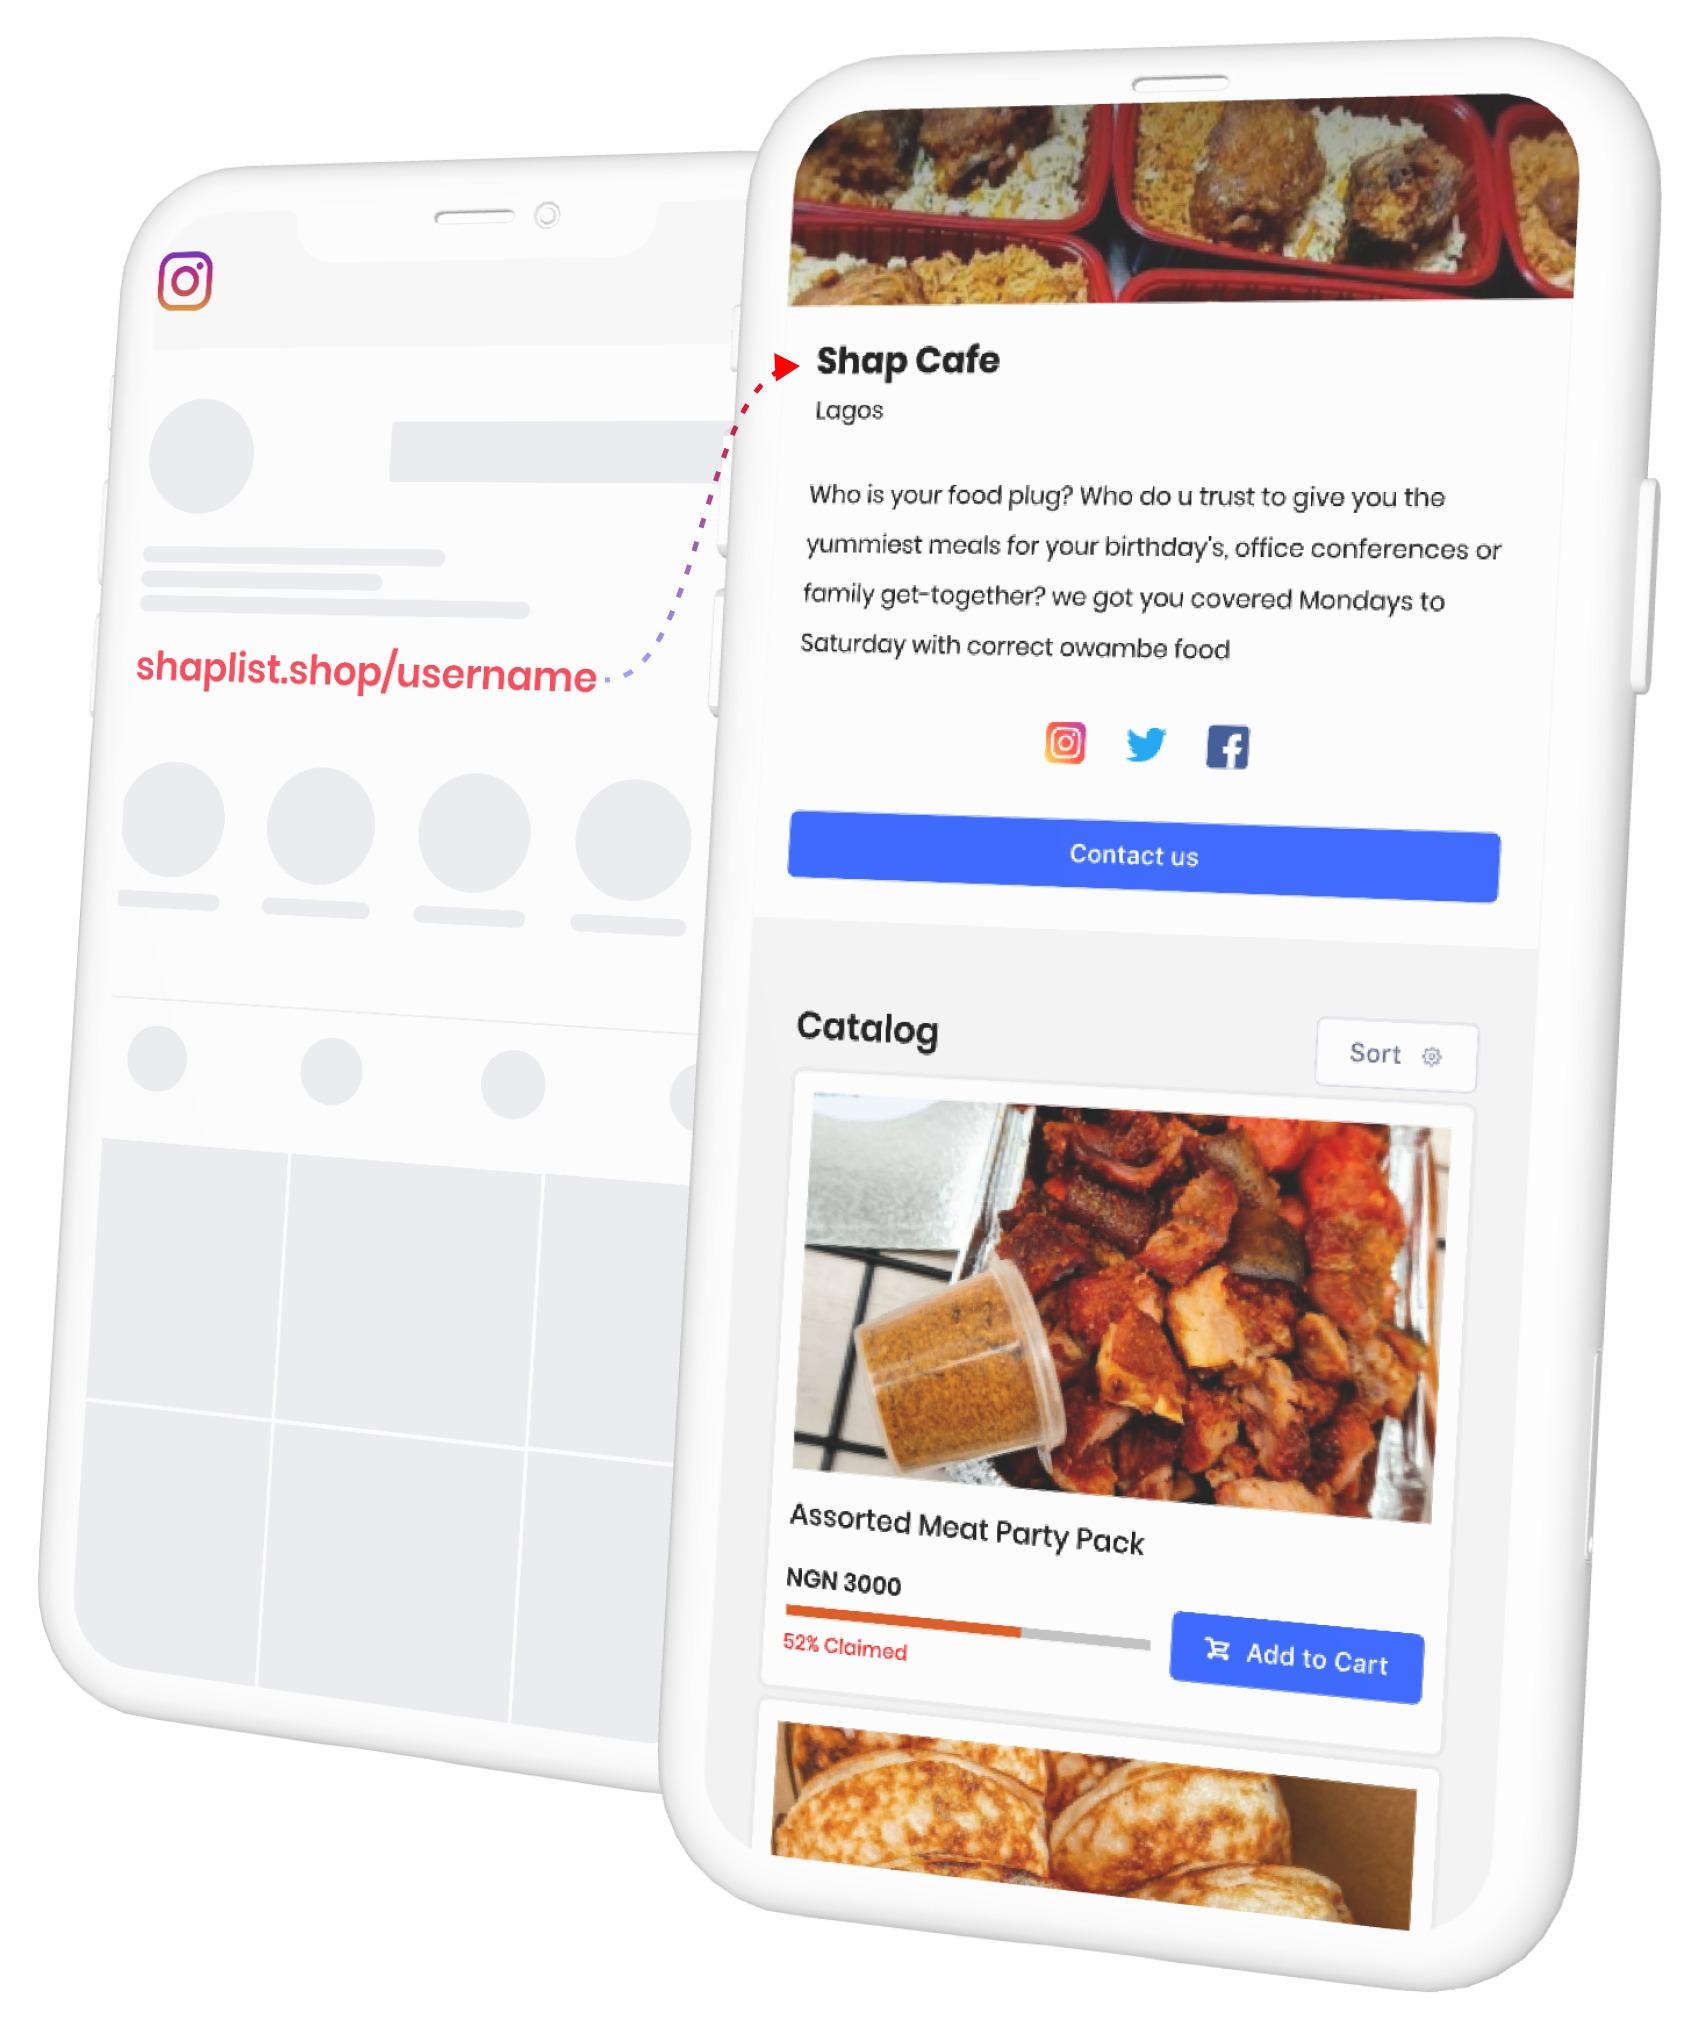 shaplist.shop/username
Shap Cafe
Lagos
Who is your food plug? Who do u trust to give you the
yummiest meals for your birthday's, office conferences or
family get-together? we got you covered Mondays to
Saturday with correct owambe food
Contact us
Catalog
Sort
Assorted Meat Party Pack
NGN 3000
52% Claimed
Add to Cart